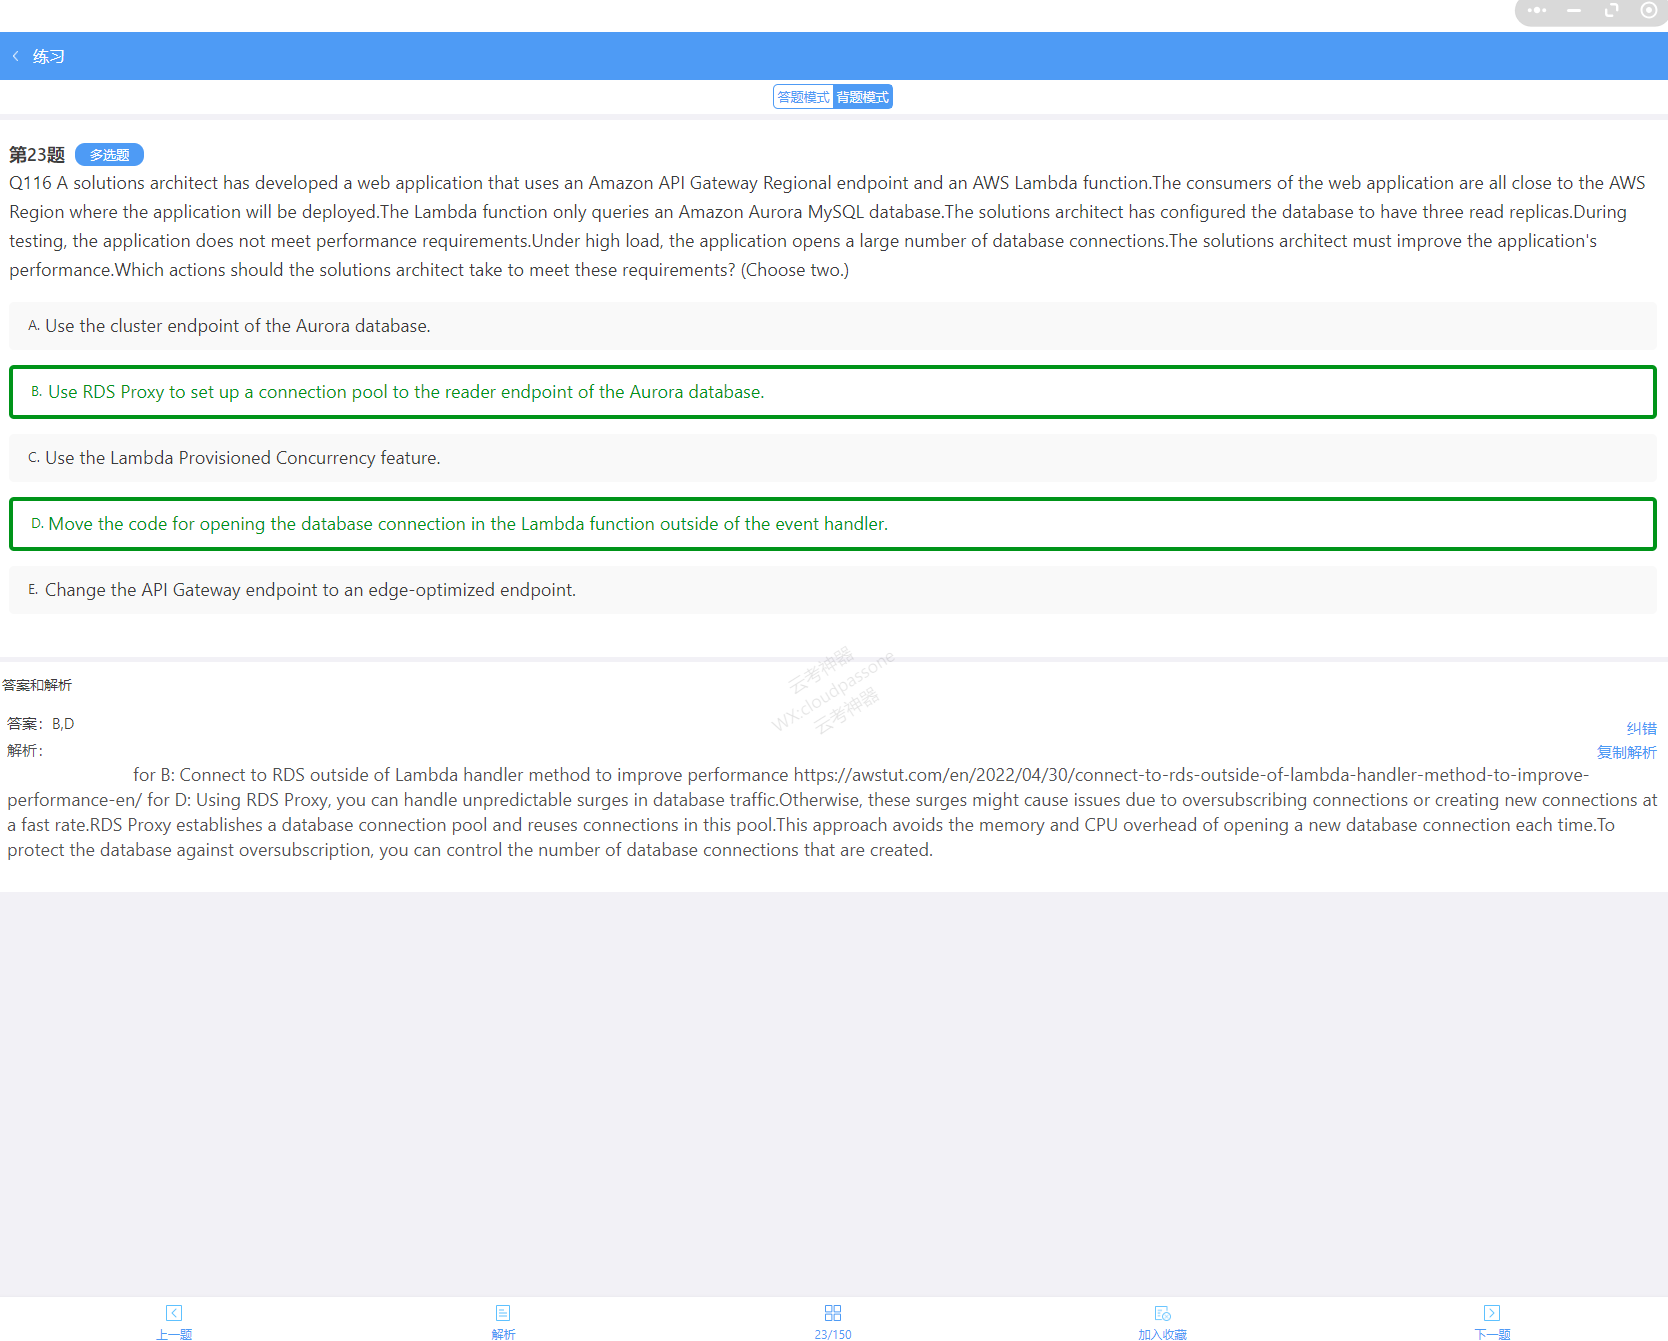 练习
答题模式 背题模式
第23题 多选题
Q116 A solutions architect has developed a web application that uses an Amazon API Gateway Regional endpoint and an AWS Lambda function.The consumers of the web application are all close to the AWS
Region where the application will be deployed.The Lambda function only queries an Amazon Aurora MySQL database.The solutions architect has configured the database to have three read replicas.During
testing, the application does not meet performance requirements.Under high load, the application opens a large number of database connections.The solutions architect must improve the application's
performance.Which actions should the solutions architect take to meet these requirements? (Choose two.)
A. Use the cluster endpoint of the Aurora database.
B. Use RDS Proxy to set up a connection pool to the reader endpoint of the Aurora database.
C. Use the Lambda Provisioned Concurrency feature.
D. Move the code for opening the database connection in the Lambda function outside of the event handler.
E. Change the API Gateway endpoint to an edge-optimized endpoint.
云考神器
WX:cloudpassone
云考神器
答案和解析
答案：B,D
纠错
解析：
复制解析
for B: Connect to RDS outside of Lambda handler method to improve performance https://awstut.com/en/2022/04/30/connect-to-rds-outside-of-lambda-handler-method-to-improve-
performance-en/ for D: Using RDS Proxy, you can handle unpredictable surges in database traffic.Otherwise, these surges might cause issues due to oversubscribing connections or creating new connections at
a fast rate.RDS Proxy establishes a database connection pool and reuses connections in this pool.This approach avoids the memory and CPU overhead of opening a new database connection each time.To
protect the database against oversubscription, you can control the number of database connections that are created.
上一题 解析 23/150 加入收藏 下一题